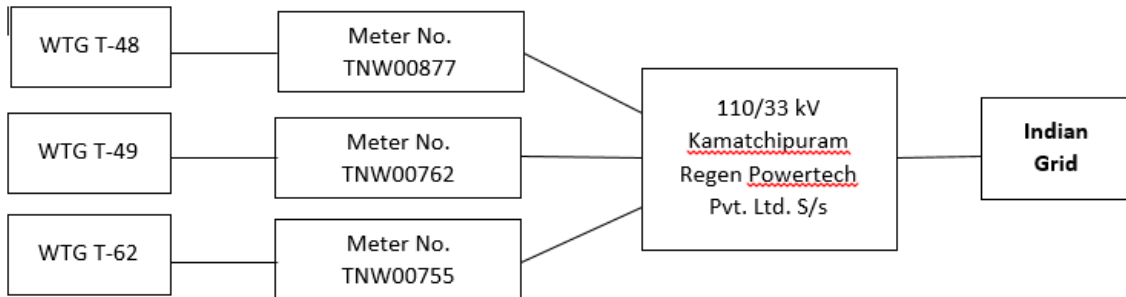 WTG T-48
Meter No.
TNW00877
WTG T-49
Meter No.
TNW00762
WTG T-62
Meter No.
TNW00755
110/33 kV
Kamatchipuram
Regen Powertech
Pvt. Ltd. S/s
Indian
Grid